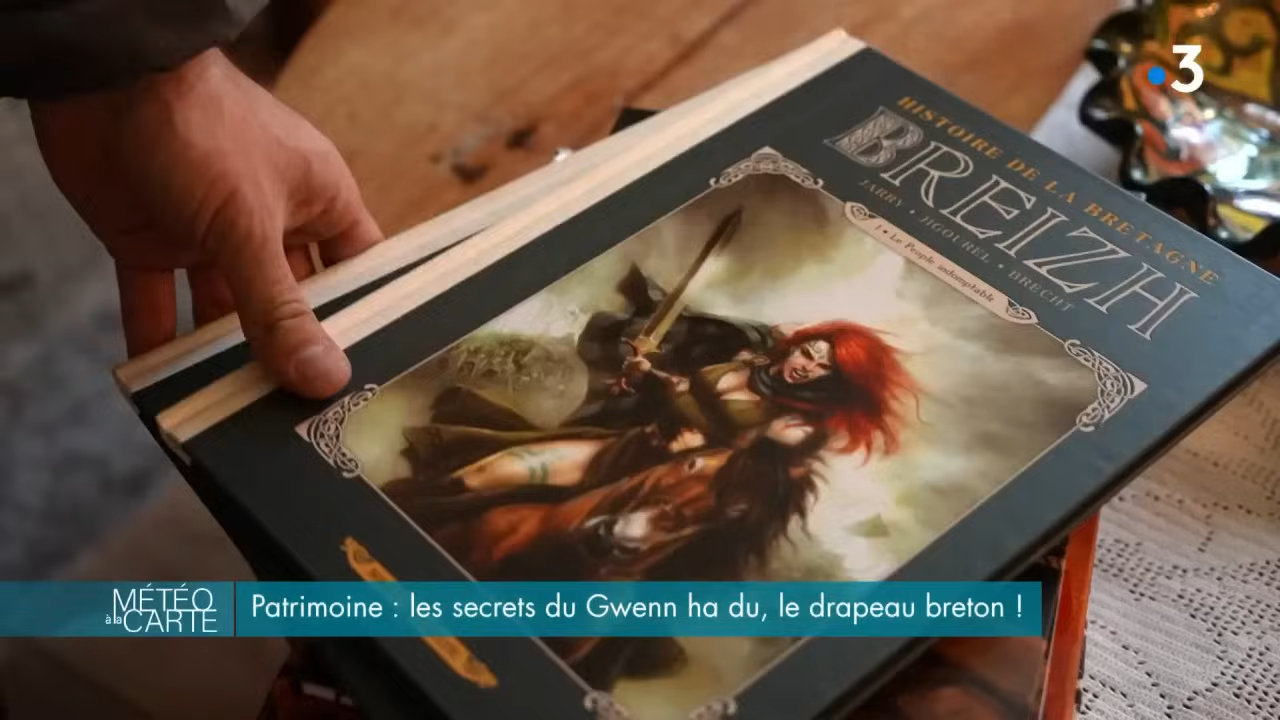 3
HISTOIRE DE LA BRETAGNE
BREIZH
JARRY • JIGOUREL • BRECHT
1 • Le Peuple indomptable
MÉTÉO
à la CARTE
Patrimoine : les secrets du Gwenn ha du, le drapeau breton !